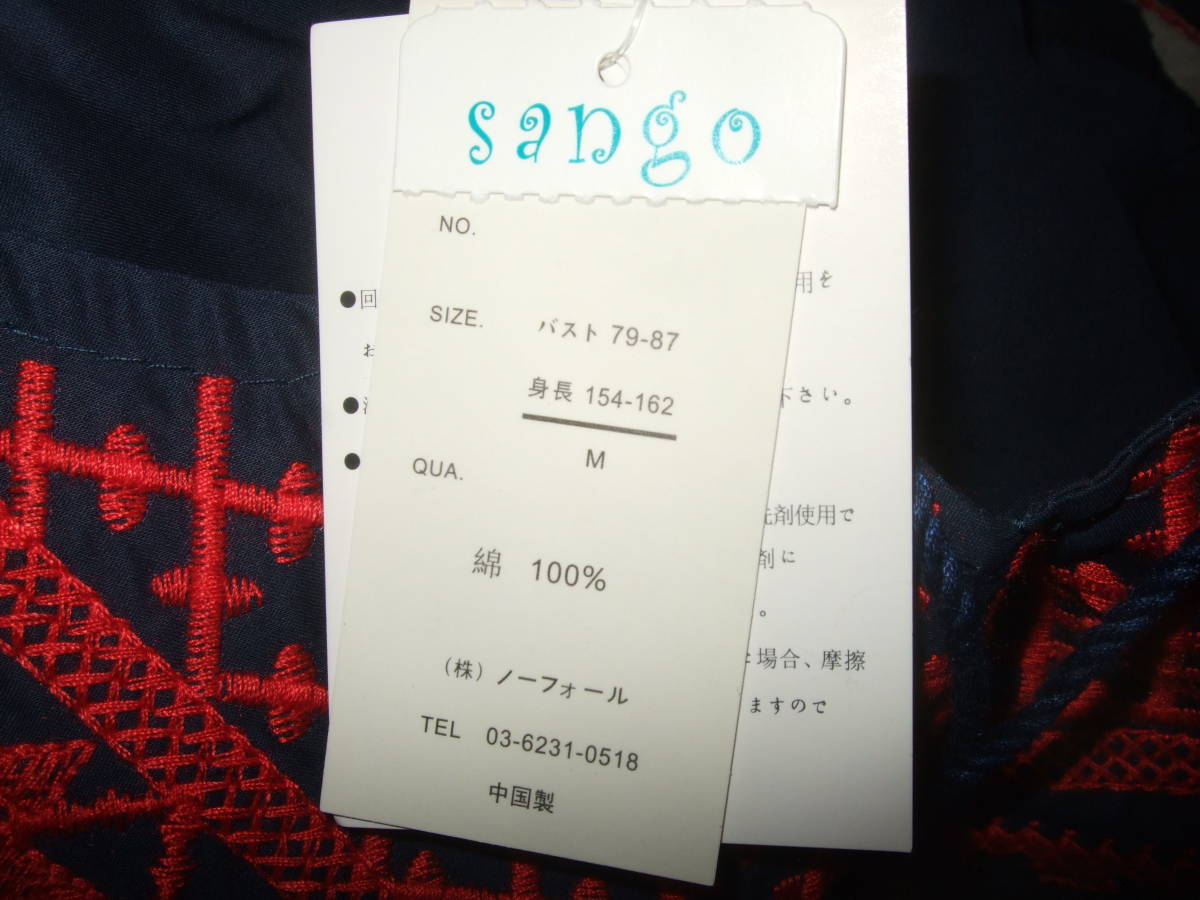 sango
NO.
SIZE. バスト 79-87
身長 154-162
M
QUA.
綿 100%
(株) ノーフォール
TEL 03-6231-0518
中国製
●回
用を
お
●
下さい。
●
洗剤使用で
剤に
。
場合、摩擦
ますので